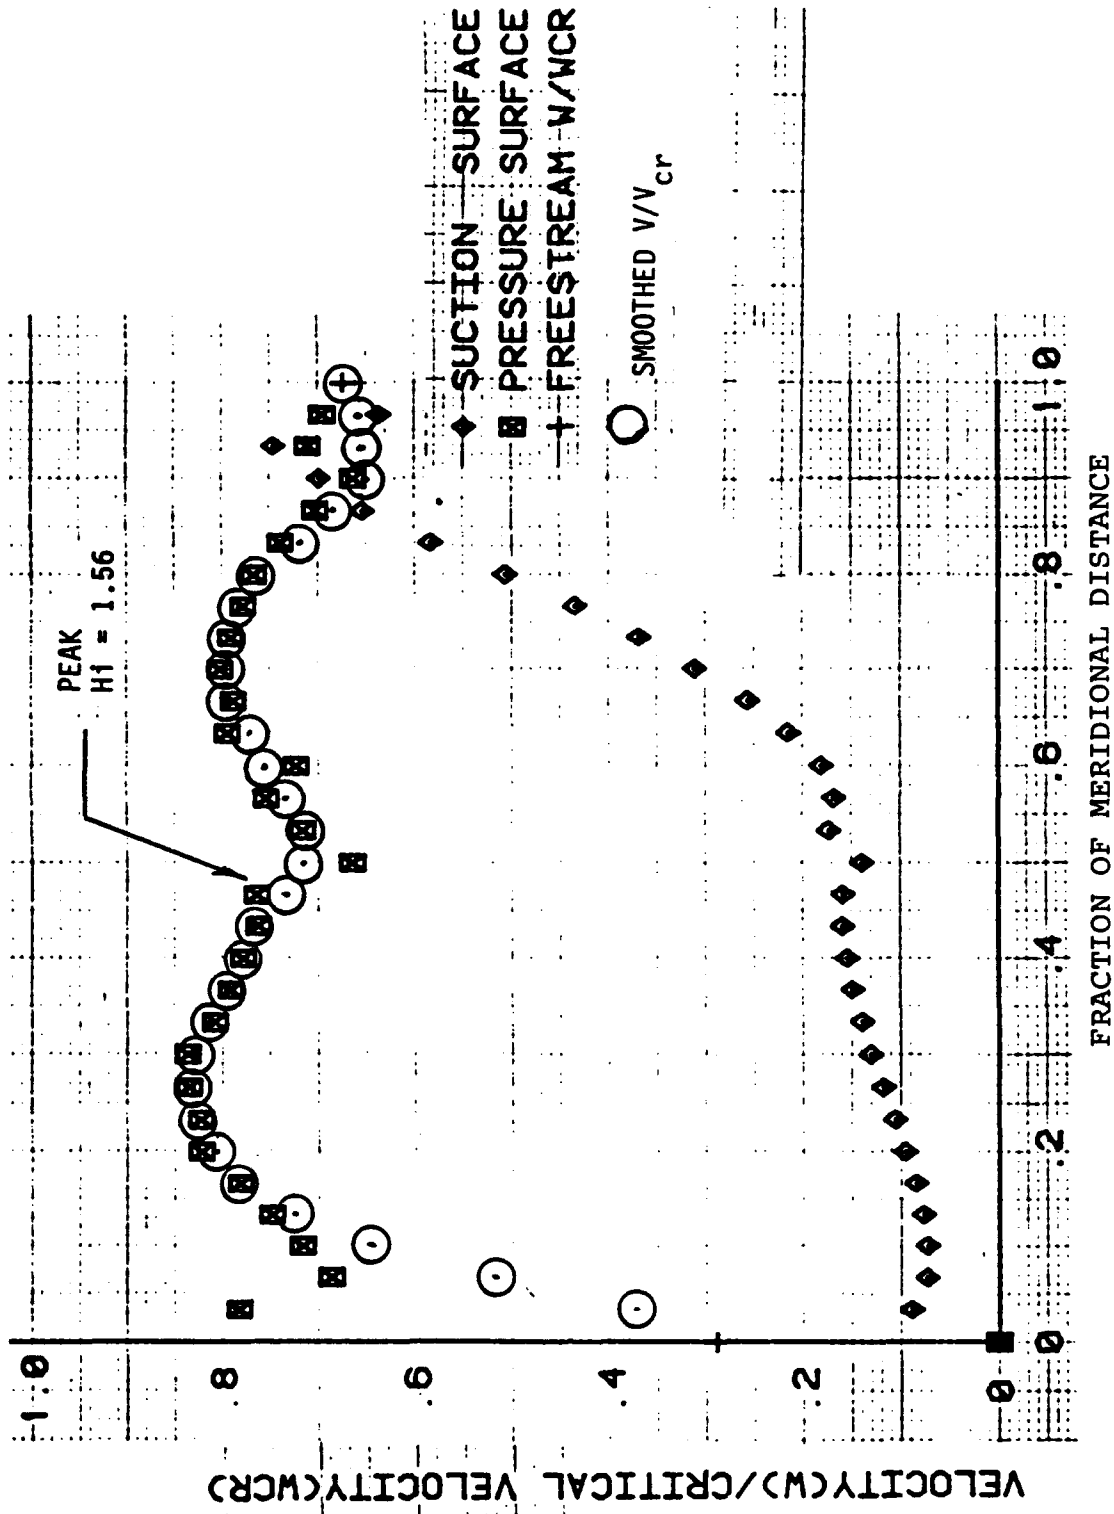 PEAK
Hi = 1.56
SUCTION SURFACE
PRESSURE SURFACE
FREESTREAM W/WCR
SMOOTHED V/Vcr
1.0
.8
.6
.4
.2
0
VELOCITY(W)/CRITICAL VELOCITY(WCR)
0
.2
.4
.6
.8
1.0
FRACTION OF MERIDIONAL DISTANCE